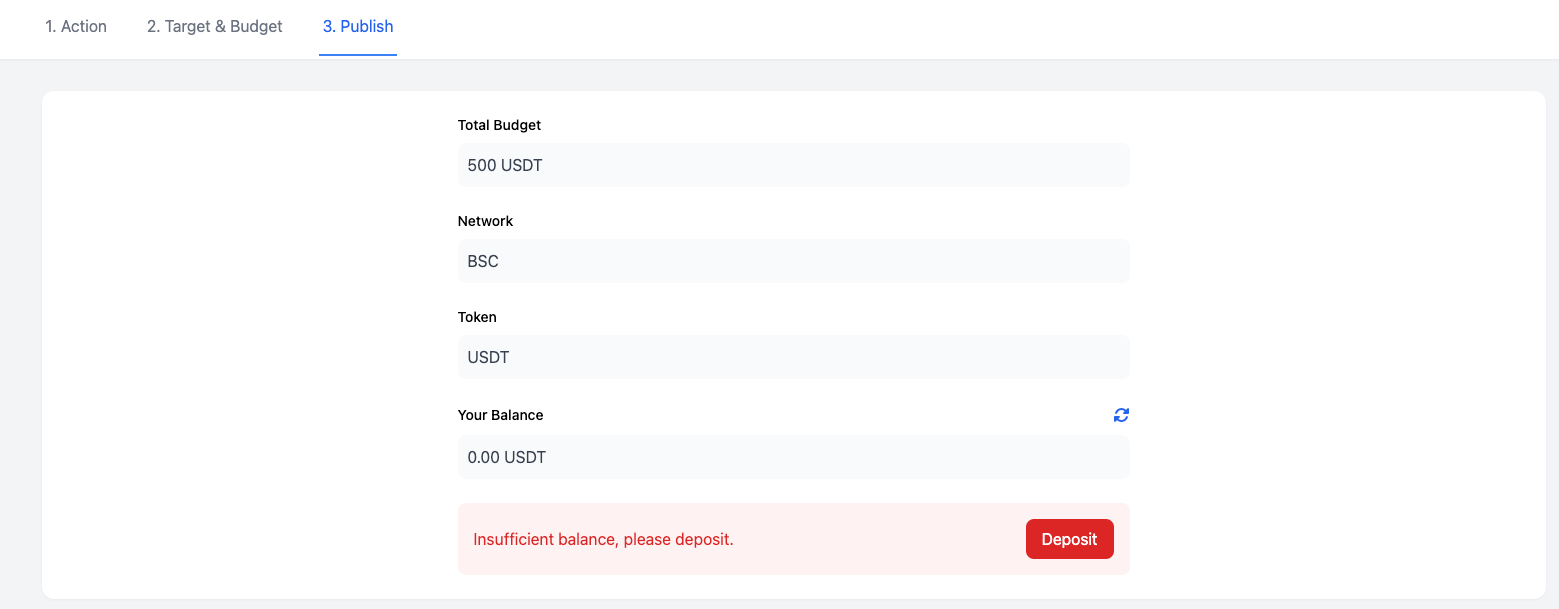 1. Action
2. Target & Budget
3. Publish
Total Budget
500 USDT
Network
BSC
Token
USDT
Your Balance
0.00 USDT
Insufficient balance, please deposit.
Deposit